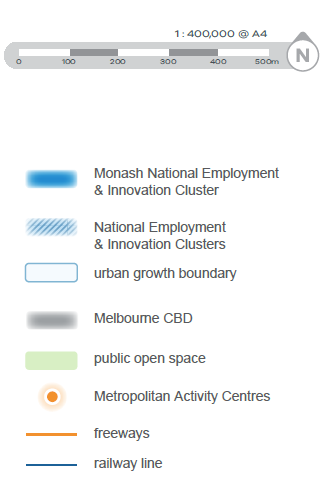 1 : 400,000 @ A4
0 100 200 300 400 500m
N
Monash National Employment
& Innovation Cluster
National Employment
& Innovation Clusters
urban growth boundary
Melbourne CBD
public open space
Metropolitan Activity Centres
freeways
railway line